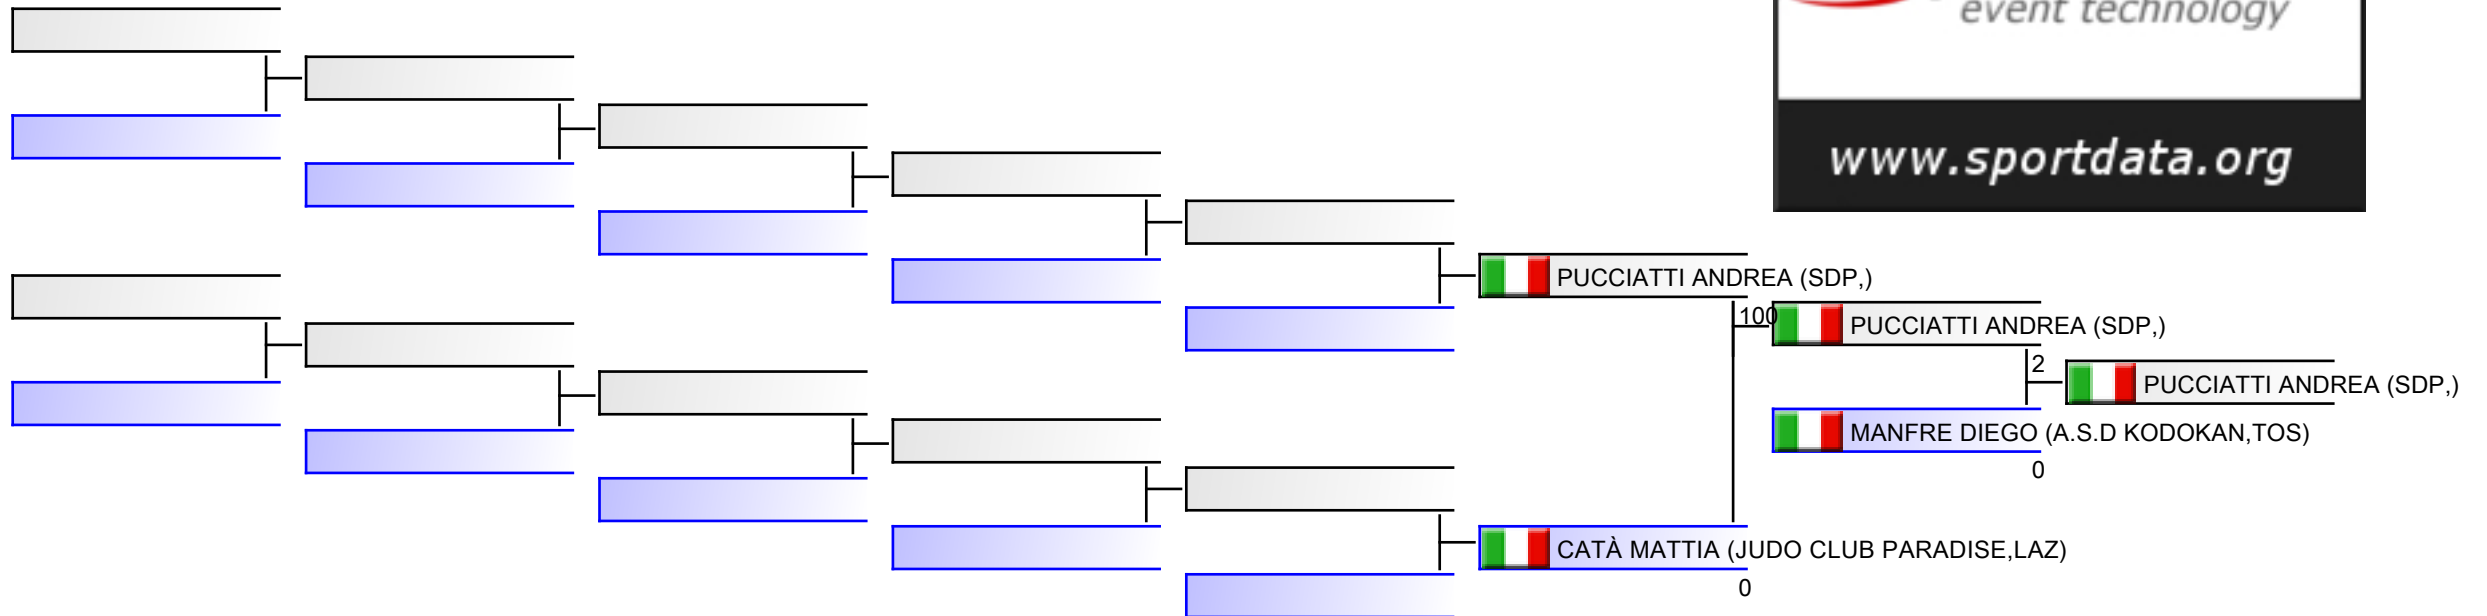 event technology
www.sportdata.org
PUCCIATTI ANDREA (SDP,)
100
PUCCIATTI ANDREA (SDP,)
2
PUCCIATTI ANDREA (SDP,)
MANFRE DIEGO (A.S.D KODOKAN,TOS)
0
CATÀ MATTIA (JUDO CLUB PARADISE,LAZ)
0